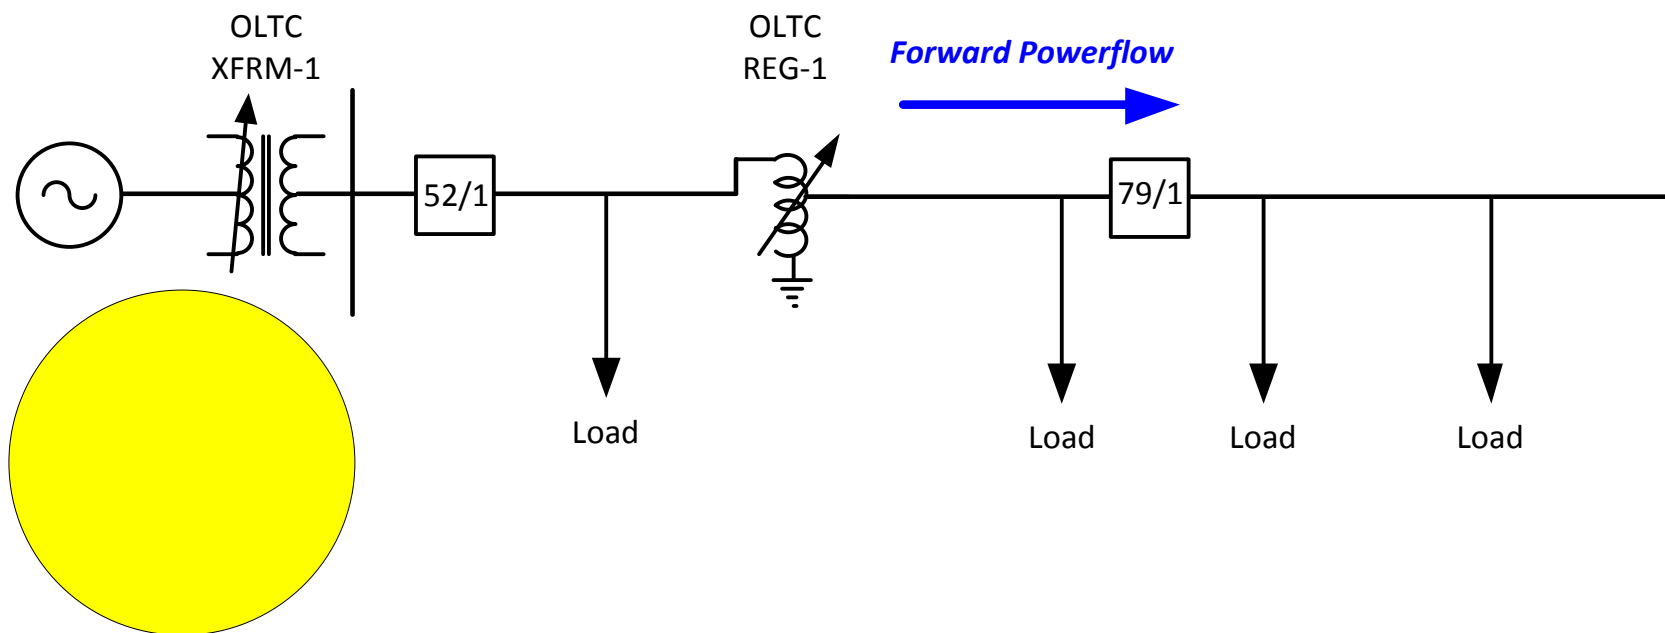 OLTC
XFRM-1
OLTC
REG-1
Forward Powerflow
52/1
79/1
Load
Load
Load
Load